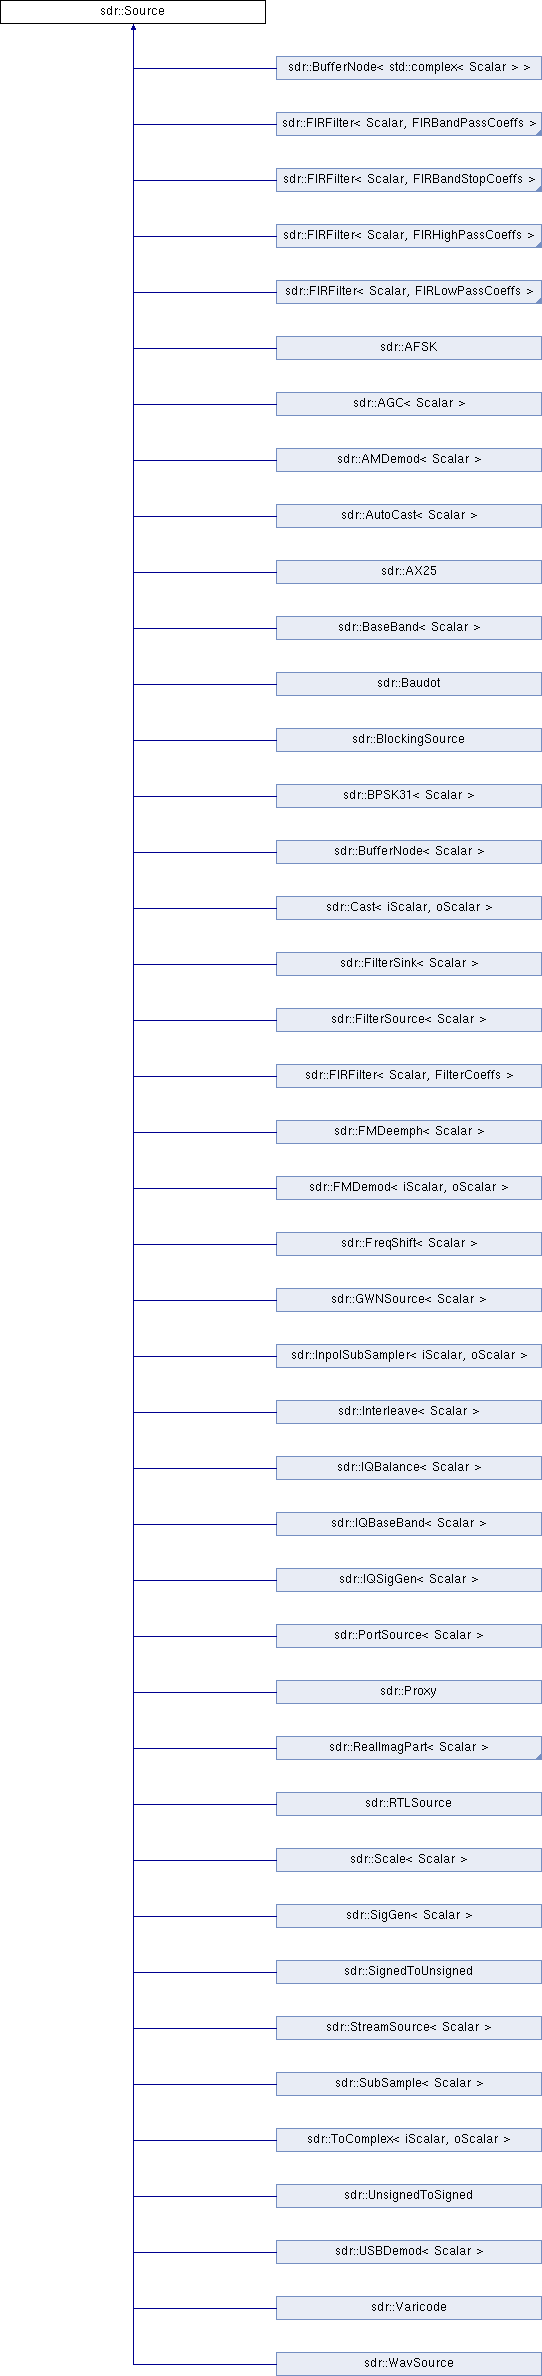 sdr::Source
sdr::BufferNode< std::complex< Scalar > >
sdr::FIRFilter< Scalar, FIRBandPassCoeffs >
sdr::FIRFilter< Scalar, FIRBandStopCoeffs >
sdr::FIRFilter< Scalar, FIRHighPassCoeffs >
sdr::FIRFilter< Scalar, FIRLowPassCoeffs >
sdr::AFSK
sdr::AGC< Scalar >
sdr::AMDemod< Scalar >
sdr::AutoCast< Scalar >
sdr::AX25
sdr::BaseBand< Scalar >
sdr::Baudot
sdr::BlockingSource
sdr::BPSK31< Scalar >
sdr::BufferNode< Scalar >
sdr::Cast< iScalar, oScalar >
sdr::FilterSink< Scalar >
sdr::FilterSource< Scalar >
sdr::FIRFilter< Scalar, FilterCoeffs >
sdr::FMDeemph< Scalar >
sdr::FMDemod< iScalar, oScalar >
sdr::FreqShift< Scalar >
sdr::GWNSource< Scalar >
sdr::InpolSubSampler< iScalar, oScalar >
sdr::Interleave< Scalar >
sdr::IQBalance< Scalar >
sdr::IQBaseBand< Scalar >
sdr::IQSigGen< Scalar >
sdr::PortSource< Scalar >
sdr::Proxy
sdr::RealImagPart< Scalar >
sdr::RTLSource
sdr::Scale< Scalar >
sdr::SigGen< Scalar >
sdr::SignedToUnsigned
sdr::StreamSource< Scalar >
sdr::SubSample< Scalar >
sdr::ToComplex< iScalar, oScalar >
sdr::UnsignedToSigned
sdr::USBDemod< Scalar >
sdr::Varicode
sdr::WavSource